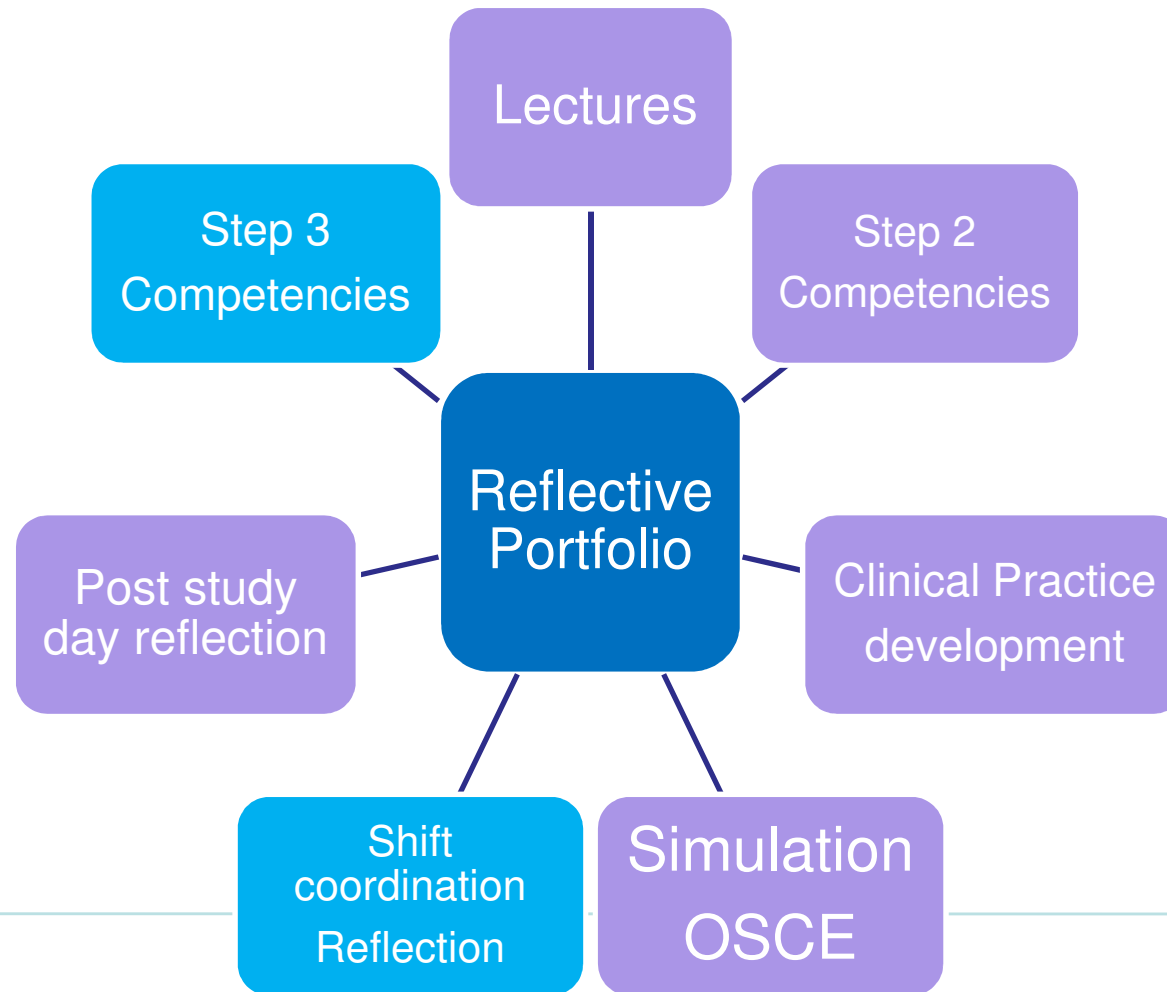 Lectures
Step 3
Competencies
Step 2
Competencies
Reflective
Portfolio
Post study
day reflection
Clinical Practice
development
Shift
coordination
Reflection
Simulation
OSCE